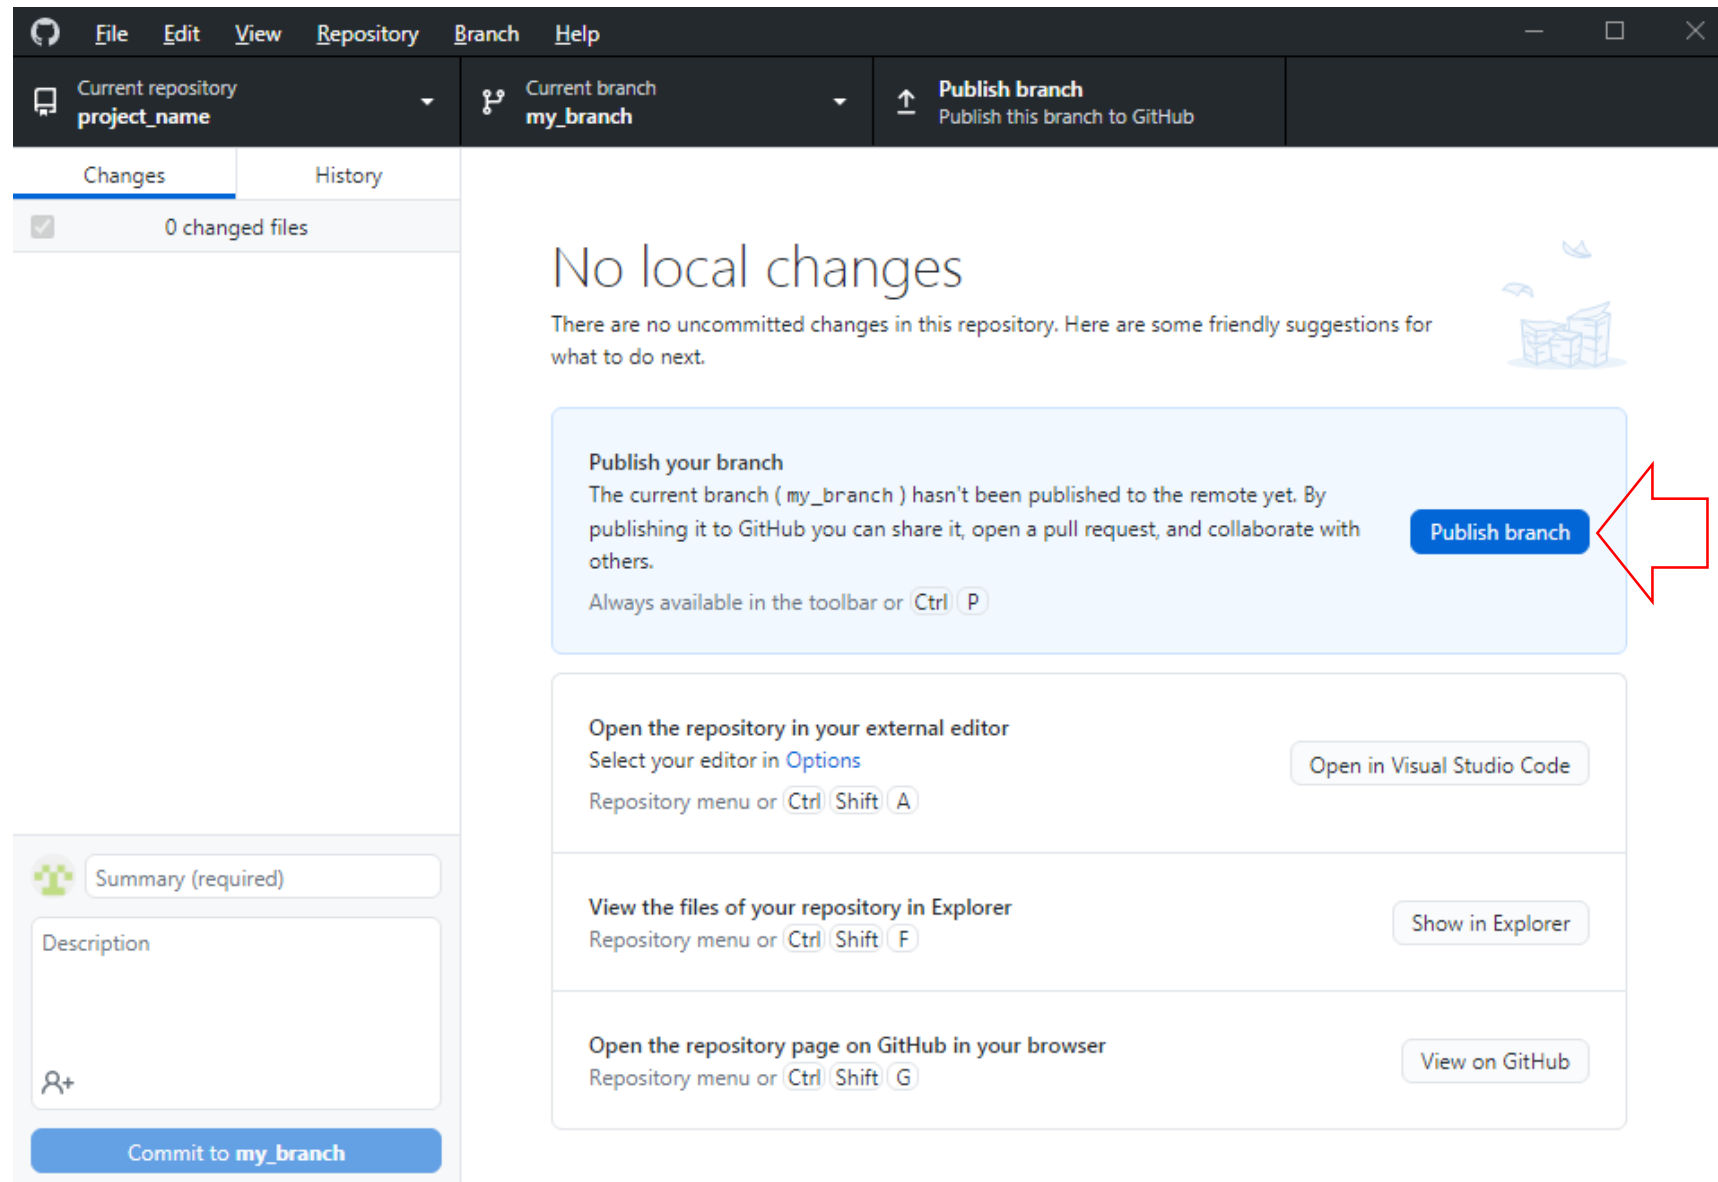 File Edit View Repository Branch Help
Current repository
project_name
Current branch
my_branch
Publish branch
Publish this branch to GitHub
Changes
History
0 changed files
No local changes
There are no uncommitted changes in this repository. Here are some friendly suggestions for
what to do next.
Publish your branch
The current branch ( my_branch ) hasn't been published to the remote yet. By
publishing it to GitHub you can share it, open a pull request, and collaborate with
others.
Always available in the toolbar or Ctrl P
Publish branch
Open the repository in your external editor
Select your editor in Options
Repository menu or Ctrl Shift A
Open in Visual Studio Code
View the files of your repository in Explorer
Repository menu or Ctrl Shift F
Show in Explorer
Open the repository page on GitHub in your browser
Repository menu or Ctrl Shift G
View on GitHub
Summary (required)
Description
Commit to my_branch